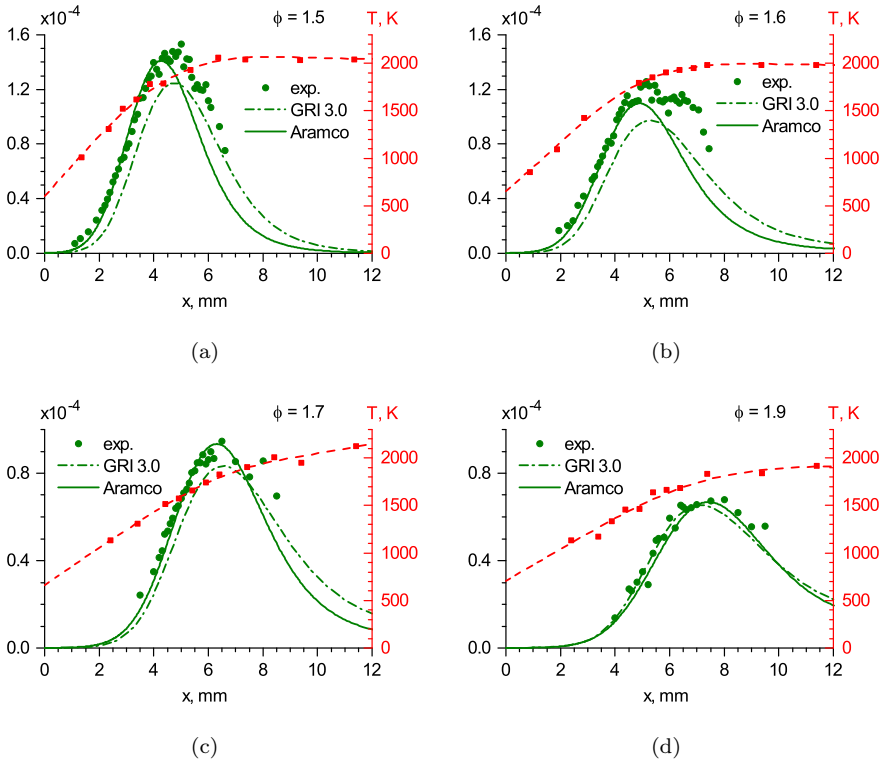 x10⁻⁴ ϕ = 1.5 T, K
1.6 1.2 0.8 0.4 0.0
exp.
GRI 3.0
Aramco
2000 1500 1000 500 0
0 2 4 6 8 10 12
x, mm
(a)
x10⁻⁴ ϕ = 1.6 T, K
1.6 1.2 0.8 0.4 0.0
exp.
GRI 3.0
Aramco
2000 1500 1000 500 0
0 2 4 6 8 10 12
x, mm
(b)
x10⁻⁴ ϕ = 1.7 T, K
0.8 0.4 0.0
exp.
GRI 3.0
Aramco
2000 1500 1000 500 0
0 2 4 6 8 10 12
x, mm
(c)
x10⁻⁴ ϕ = 1.9 T, K
0.8 0.4 0.0
exp.
GRI 3.0
Aramco
2000 1500 1000 500 0
0 2 4 6 8 10 12
x, mm
(d)